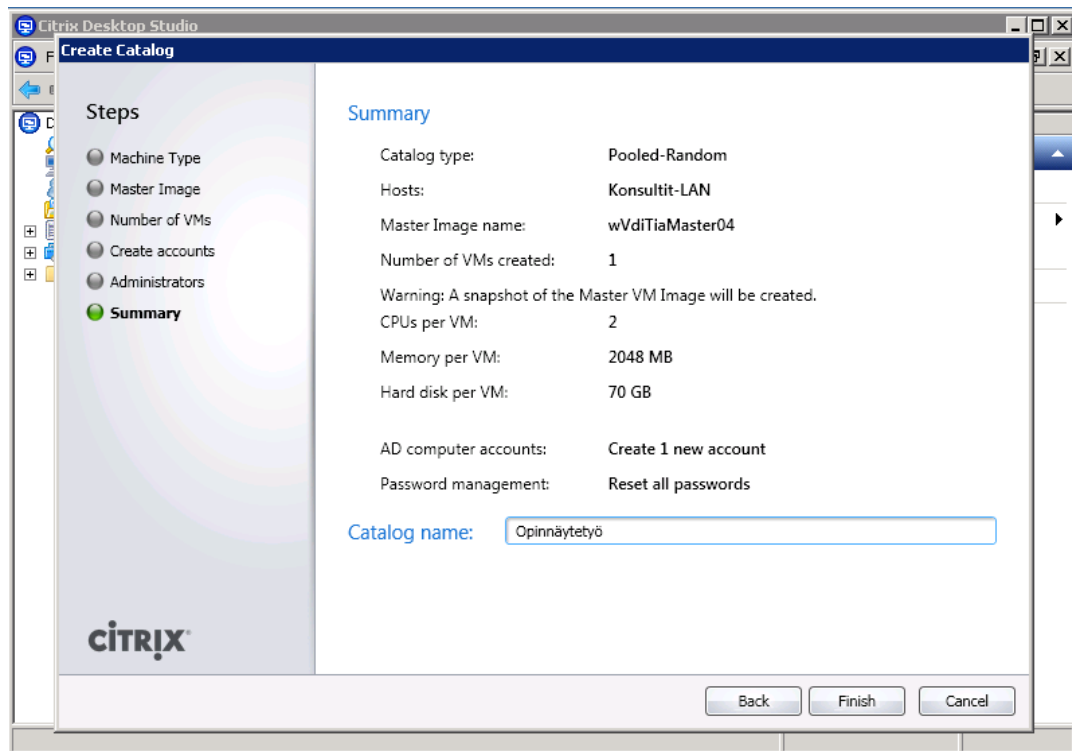 Citrix Desktop Studio
Create Catalog
Steps
Machine Type
Master Image
Number of VMs
Create accounts
Administrators
Summary
Summary
Catalog type: Pooled-Random
Hosts: Konsultit-LAN
Master Image name: wVdiTiaMaster04
Number of VMs created: 1
Warning: A snapshot of the Master VM Image will be created.
CPUs per VM: 2
Memory per VM: 2048 MB
Hard disk per VM: 70 GB
AD computer accounts: Create 1 new account
Password management: Reset all passwords
Catalog name: Opinnäytetyö
CİTRIX
Back Finish Cancel